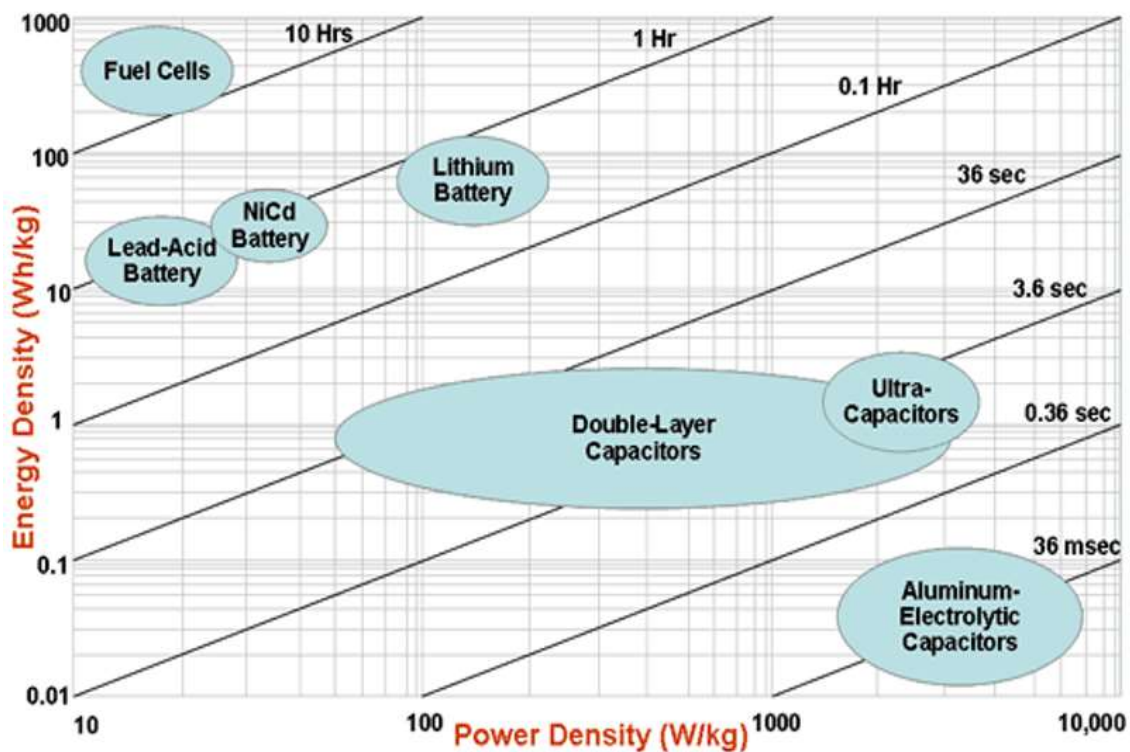 1000
10 Hrs
1 Hr
Fuel Cells
0.1 Hr
100
Lithium
Battery
36 sec
NiCd
Battery
Lead-Acid
Battery
10
3.6 sec
Ultra-
Capacitors
1
Double-Layer
Capacitors
0.36 sec
0.1
36 msec
Aluminum-
Electrolytic
Capacitors
0.01
Energy Density (Wh/kg)
10
100
1000
10,000
Power Density (W/kg)